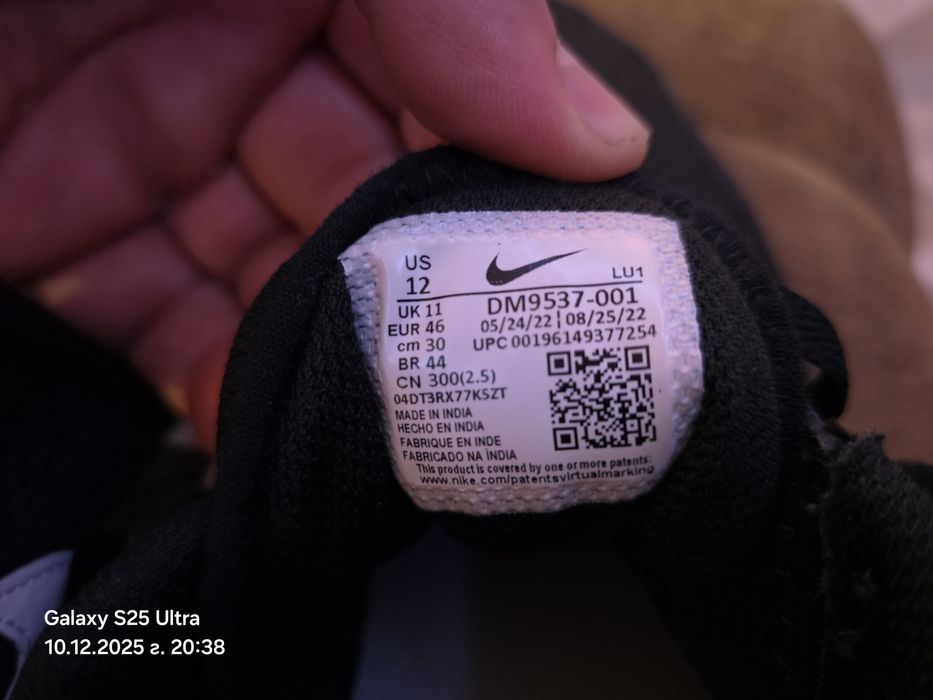 US
12
LU1
UK 11
EUR 46
cm 30
BR 44
CN 300(2.5)
DM9537-001
05/24/22 | 08/25/22
UPC 00196149377254
04DT3RX77K5ZT
MADE IN INDIA
HECHO EN INDIA
FABRIQUE EN INDE
FABRICADO NA ÍNDIA
This product is covered by one or more patents:
www.nike.com/patentsvirtualmarking
Galaxy S25 Ultra
10.12.2025 г. 20:38